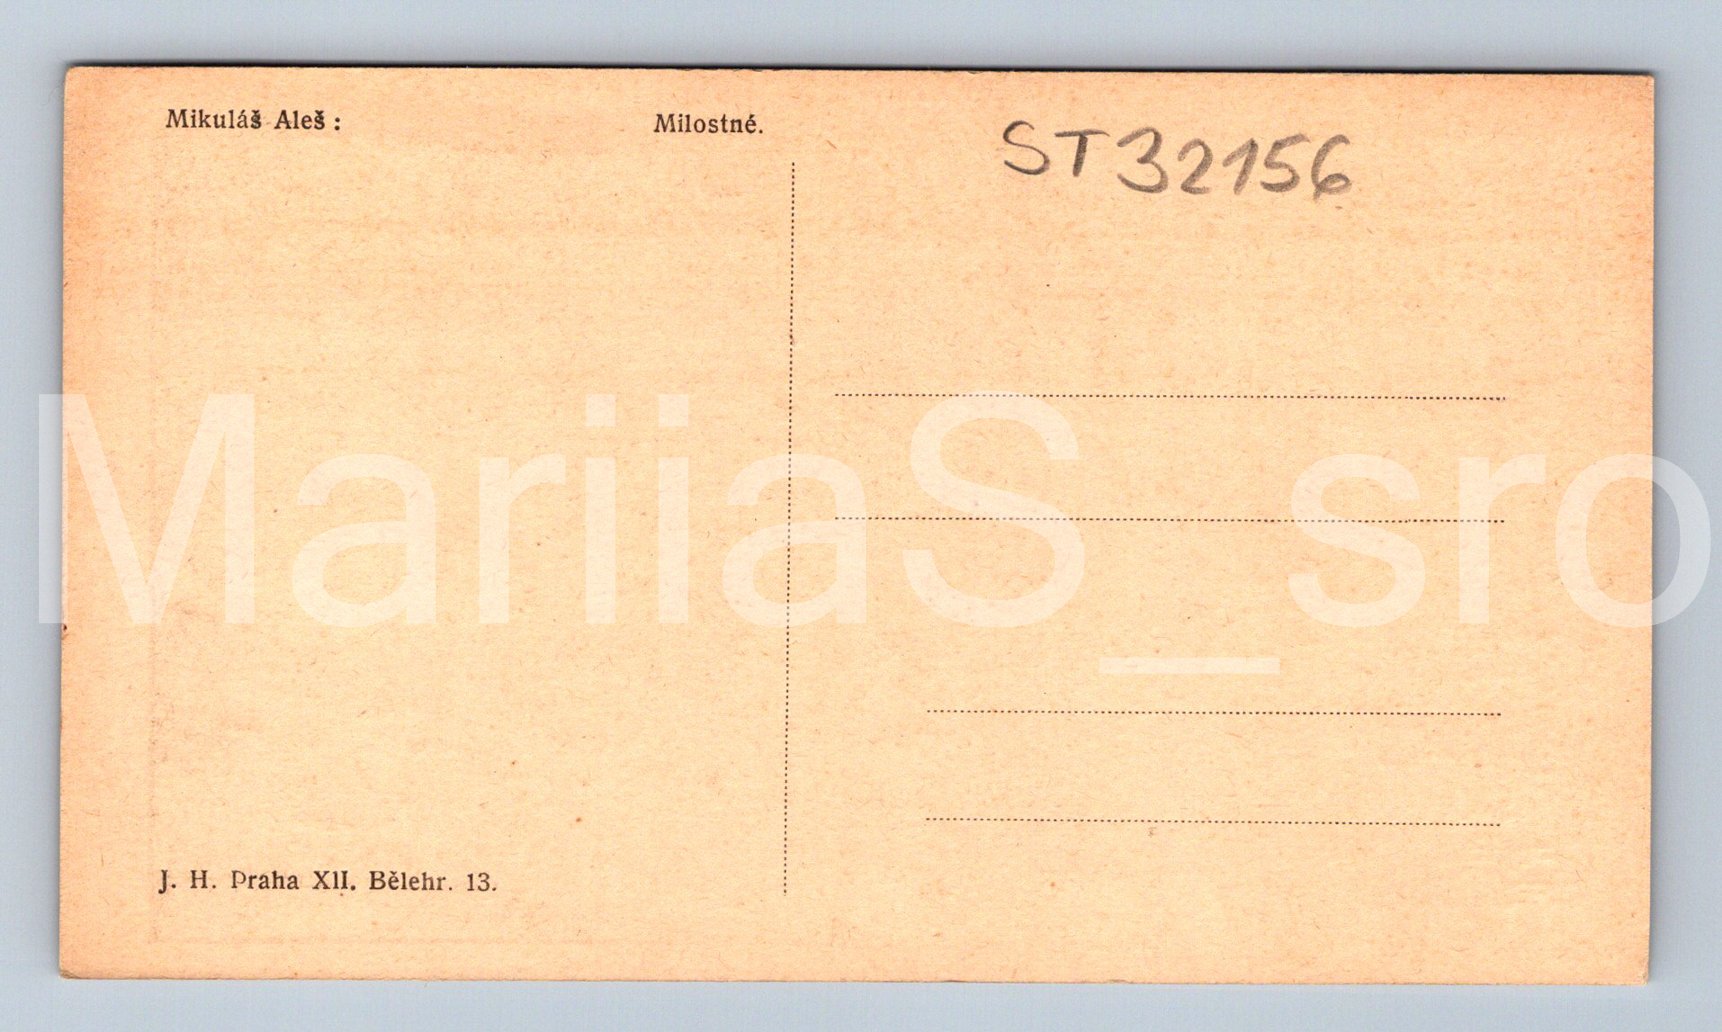 Mikuláš Aleš :
Milostné.
ST32156
MariiaS_sro
J. H. Praha XII. Bělehr. 13.